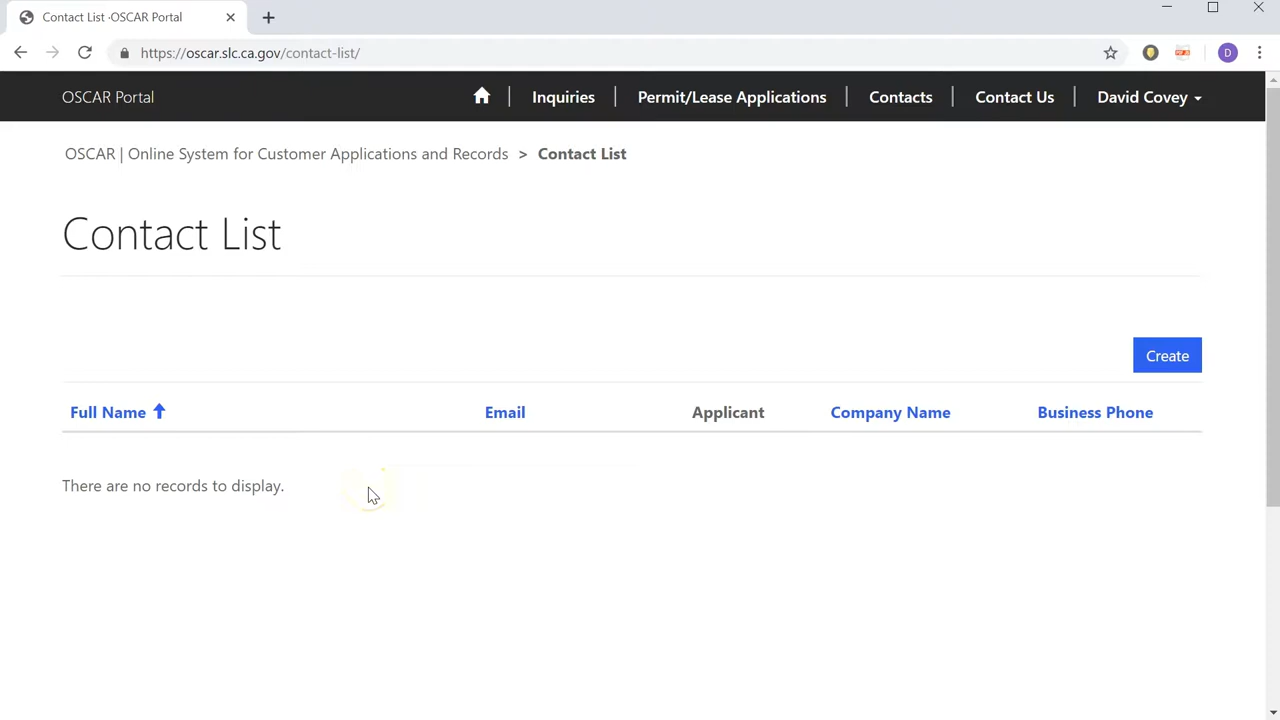 Contact List ·OSCAR Portal
https://oscar.slc.ca.gov/contact-list/
D
OSCAR Portal
Inquiries
Permit/Lease Applications
Contacts
Contact Us
David Covey
OSCAR | Online System for Customer Applications and Records > Contact List
Contact List
Create
Full Name
Email
Applicant
Company Name
Business Phone
There are no records to display.